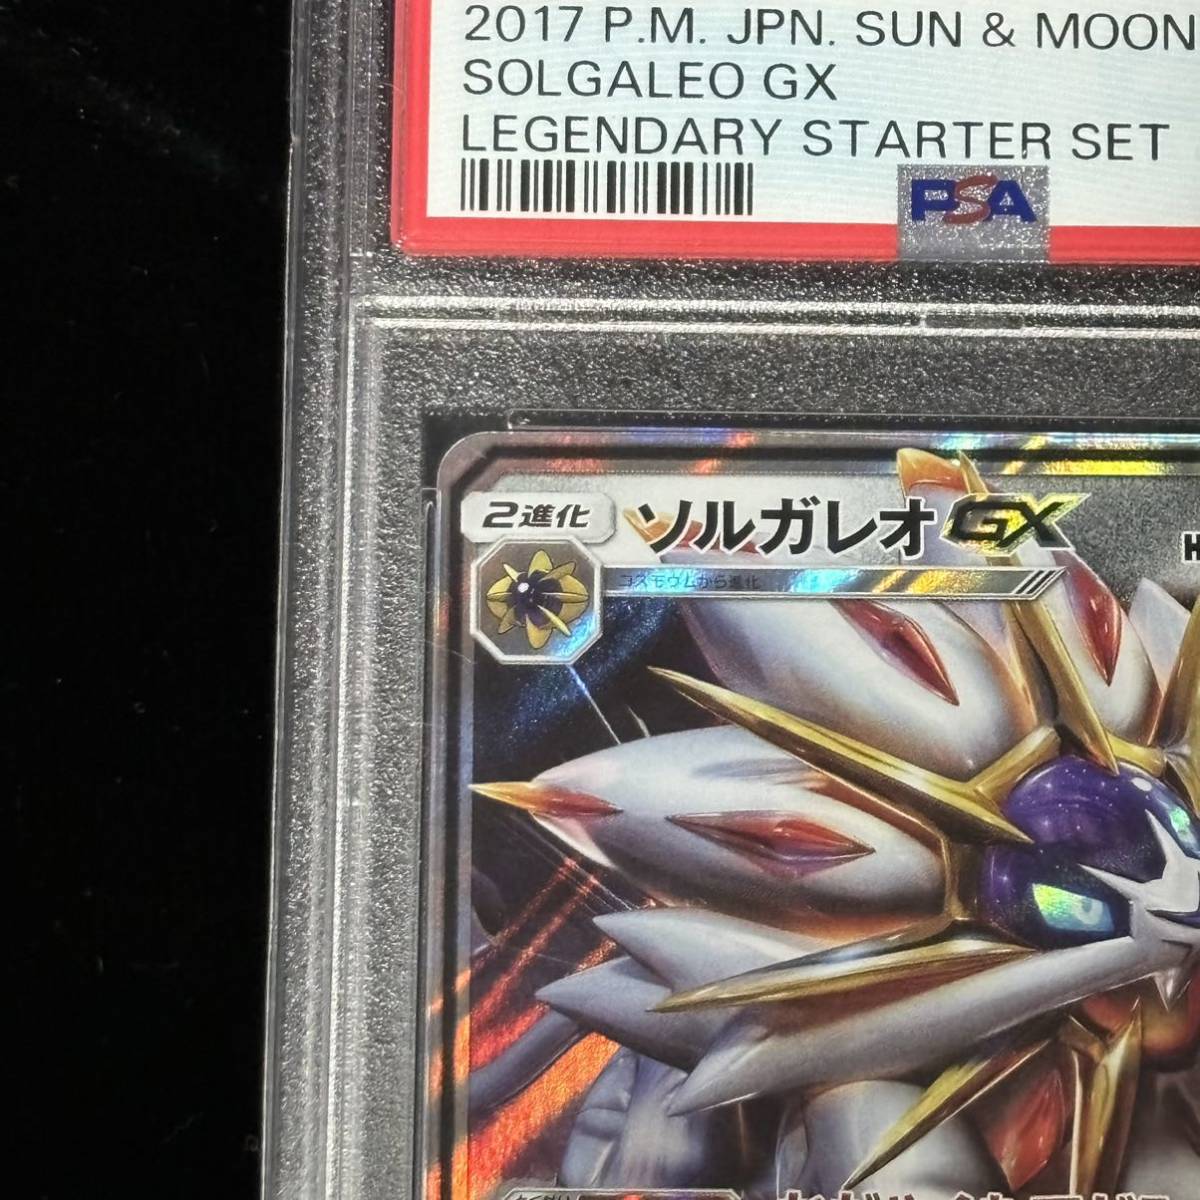 2017 P.M. JPN. SUN & MOON
SOLGALEO GX
LEGENDARY STARTER SET
PSA
2進化
ソルガレオGX
H
コスモウムから進化